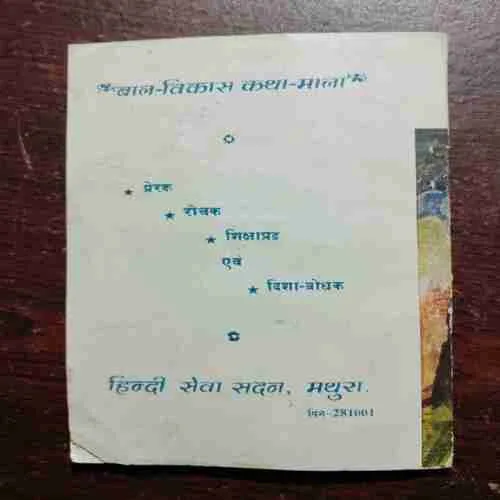 बाल-विकास कथा-माला
★ प्रेरक
★ रोचक
★ शिक्षाप्रद
एवं
★ दिशा-बोधक
हिन्दी सेवा सदन, मथुरा.
पिन-281001